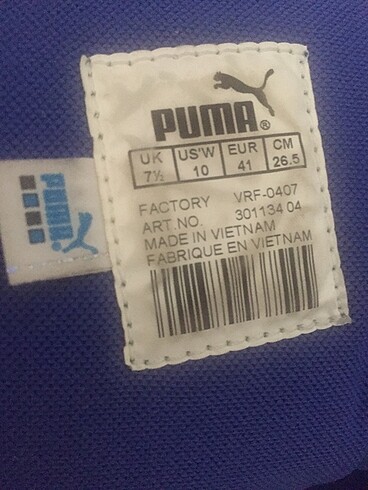 PUMA®
UK US'W EUR CM
7½ 10 41 26.5
FACTORY VRF-0407
ART.NO. 301134 04
MADE IN VIETNAM
FABRIQUE EN VIETNAM
PUMA